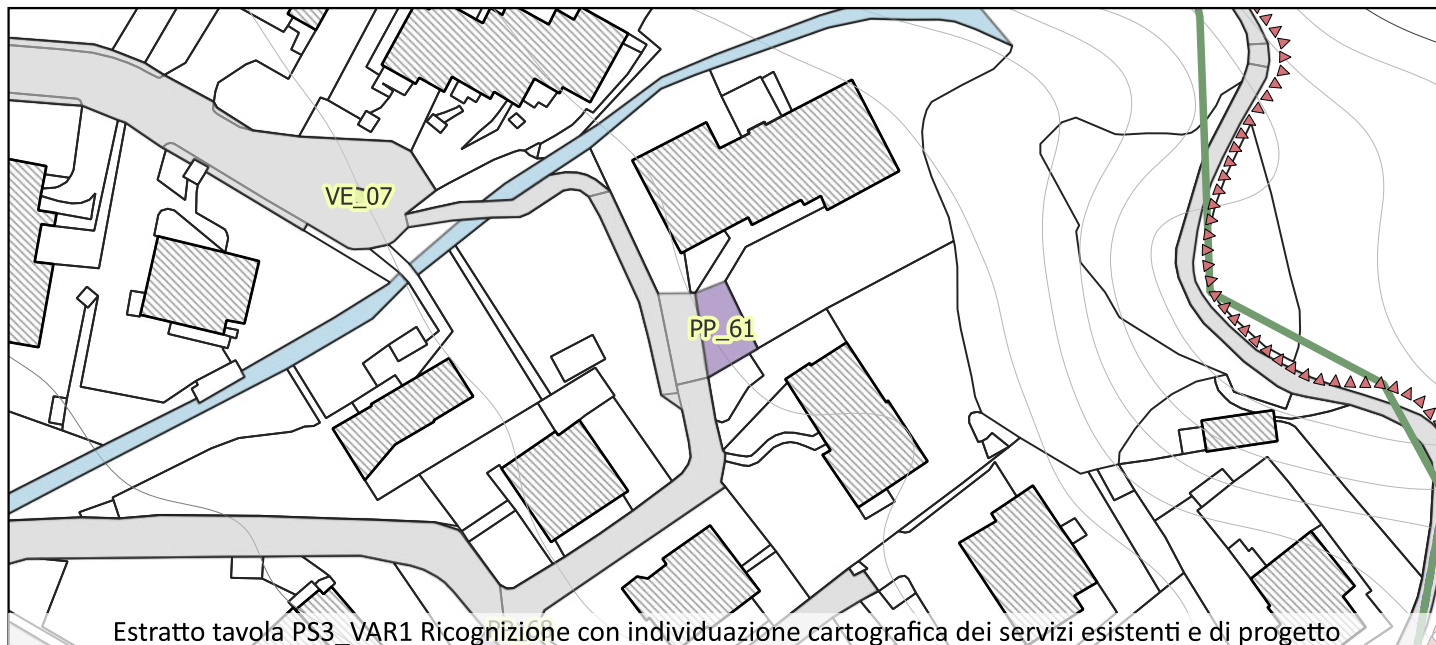 VE_07
PP_61
Estratto tavola PS3_VAR1 Ricognizione con individuazione cartografica dei servizi esistenti e di progetto